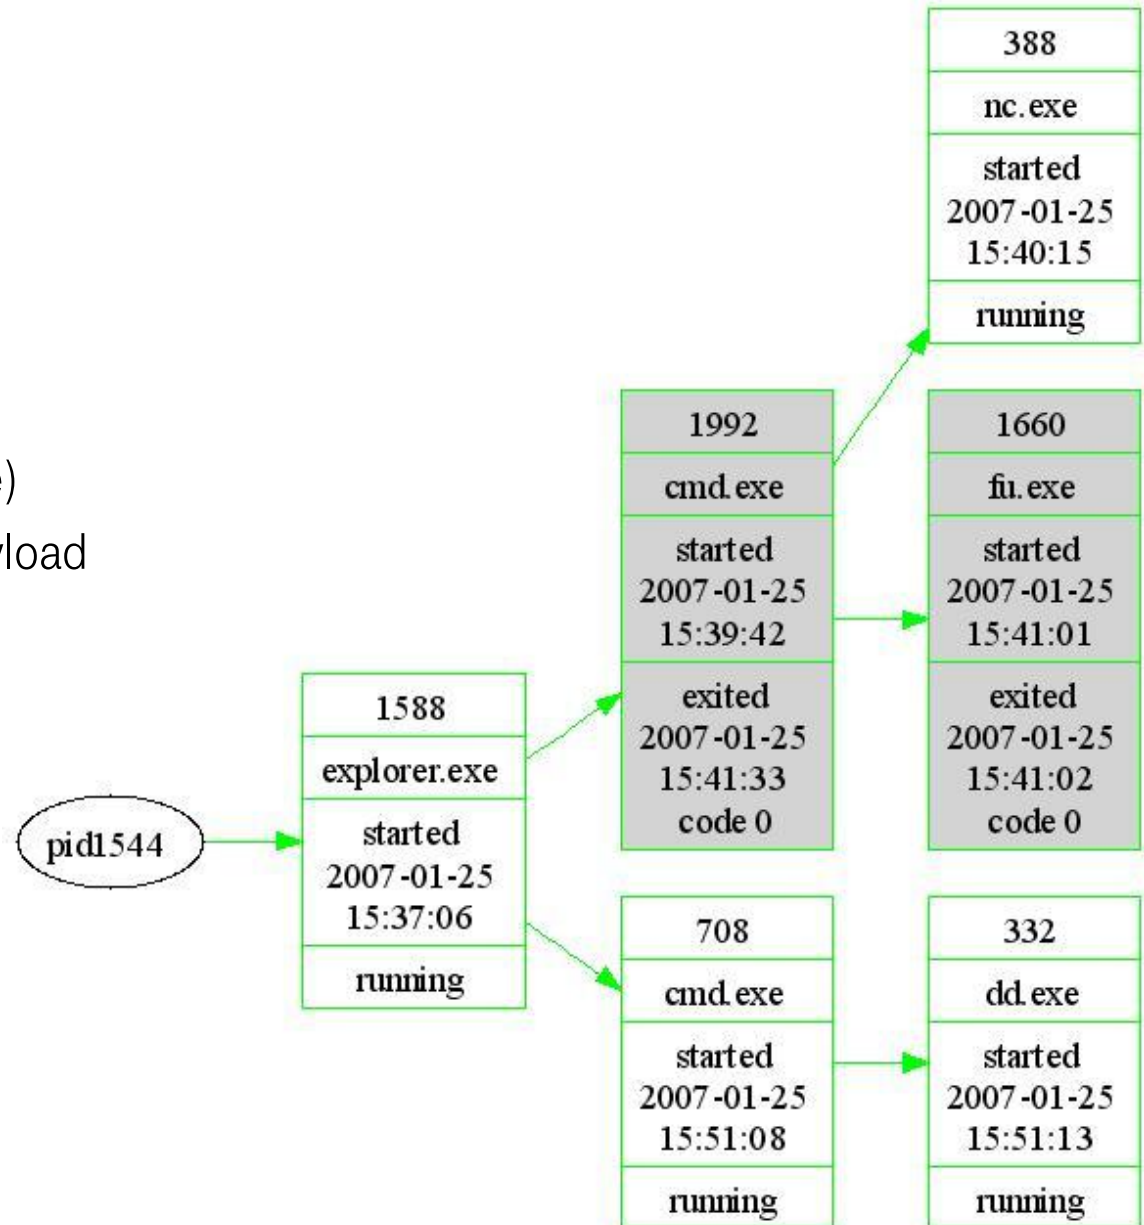 e)
yload
pid1544
1588
explorer.exe
started
2007-01-25
15:37:06
running
1992
cmd.exe
started
2007-01-25
15:39:42
exited
2007-01-25
15:41:33
code 0
388
nc.exe
started
2007-01-25
15:40:15
running
1660
fu.exe
started
2007-01-25
15:41:01
exited
2007-01-25
15:41:02
code 0
708
cmd.exe
started
2007-01-25
15:51:08
running
332
dd.exe
started
2007-01-25
15:51:13
running